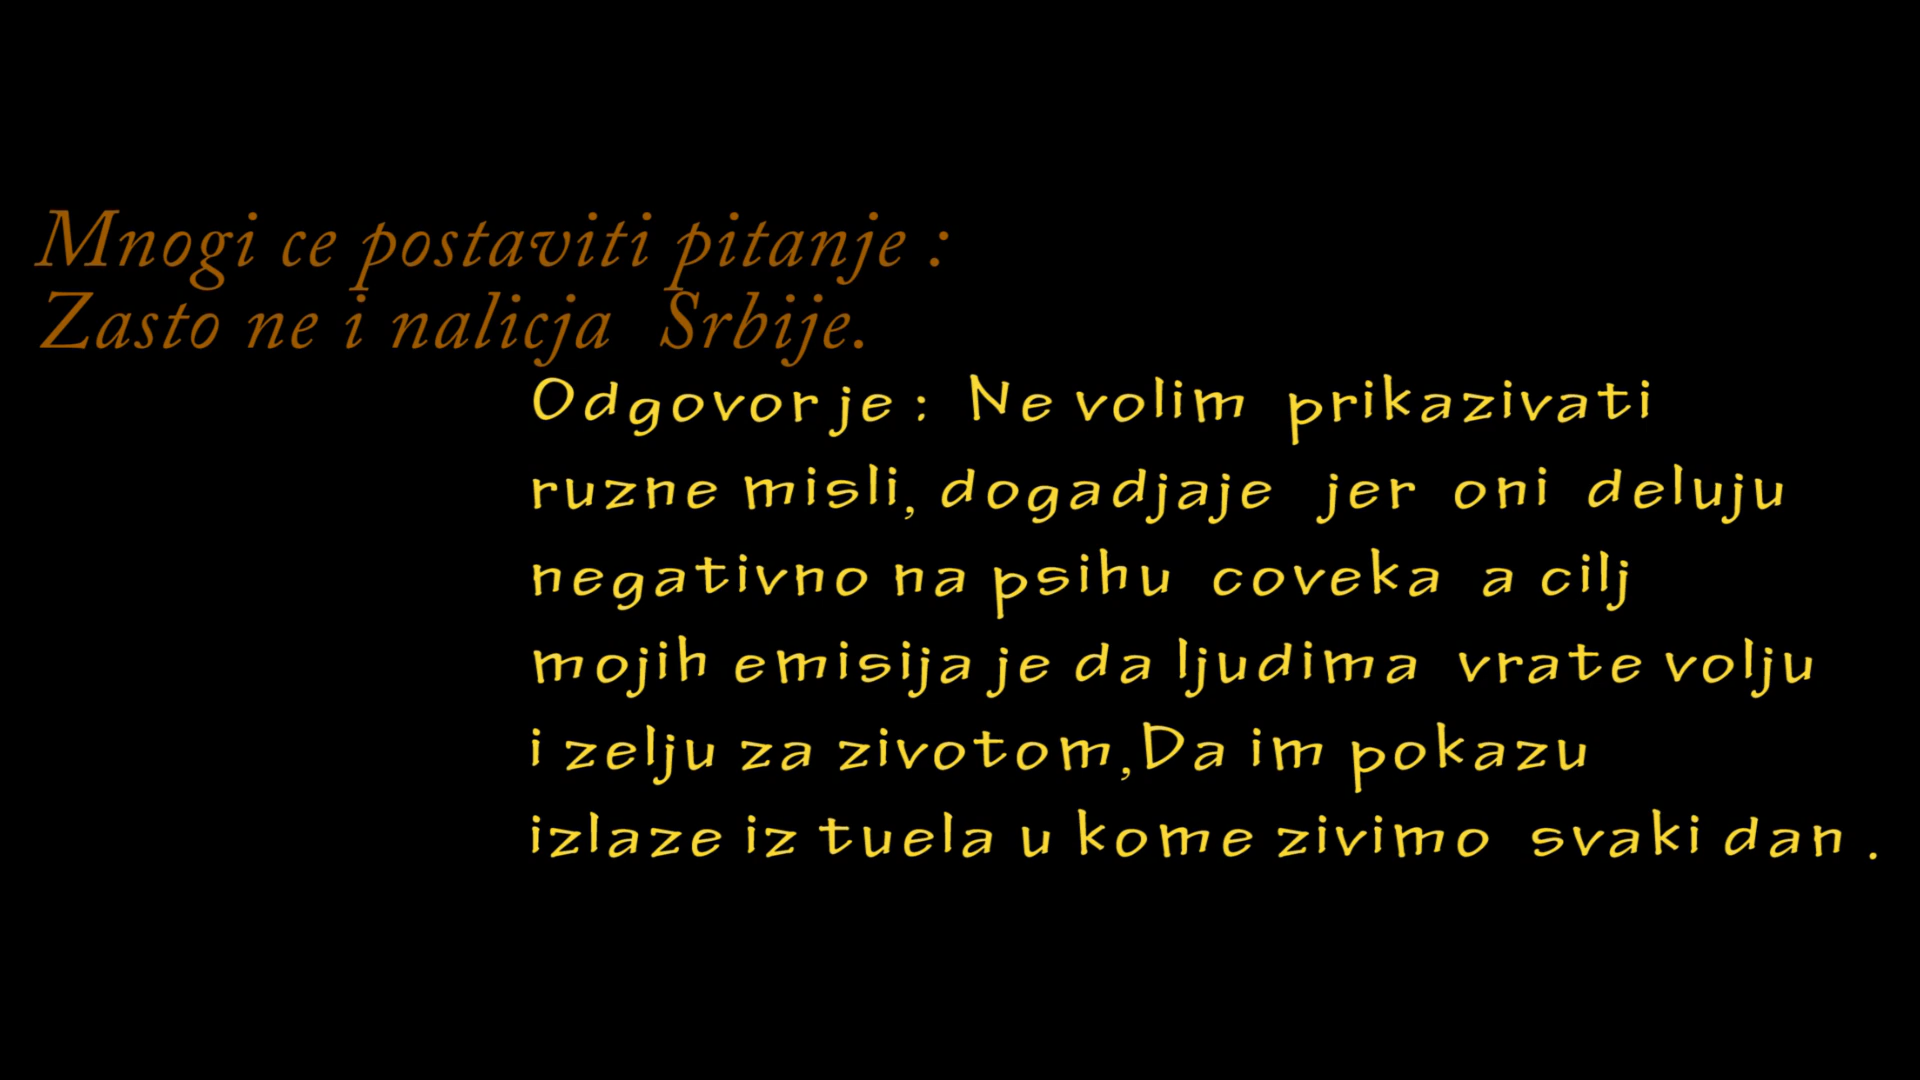 Mnogi ce postaviti pitanje :
Zasto ne i nalicja Srbije.
Odgovor je : Ne volim prikazivati
ruzne misli, dogadjaje jer oni deluju
negativno na psihu coveka a cilj
mojih emisija je da ljudima vrate volju
i zelju za zivotom,Da im pokazu
izlaze iz tuela u kome zivimo svaki dan .